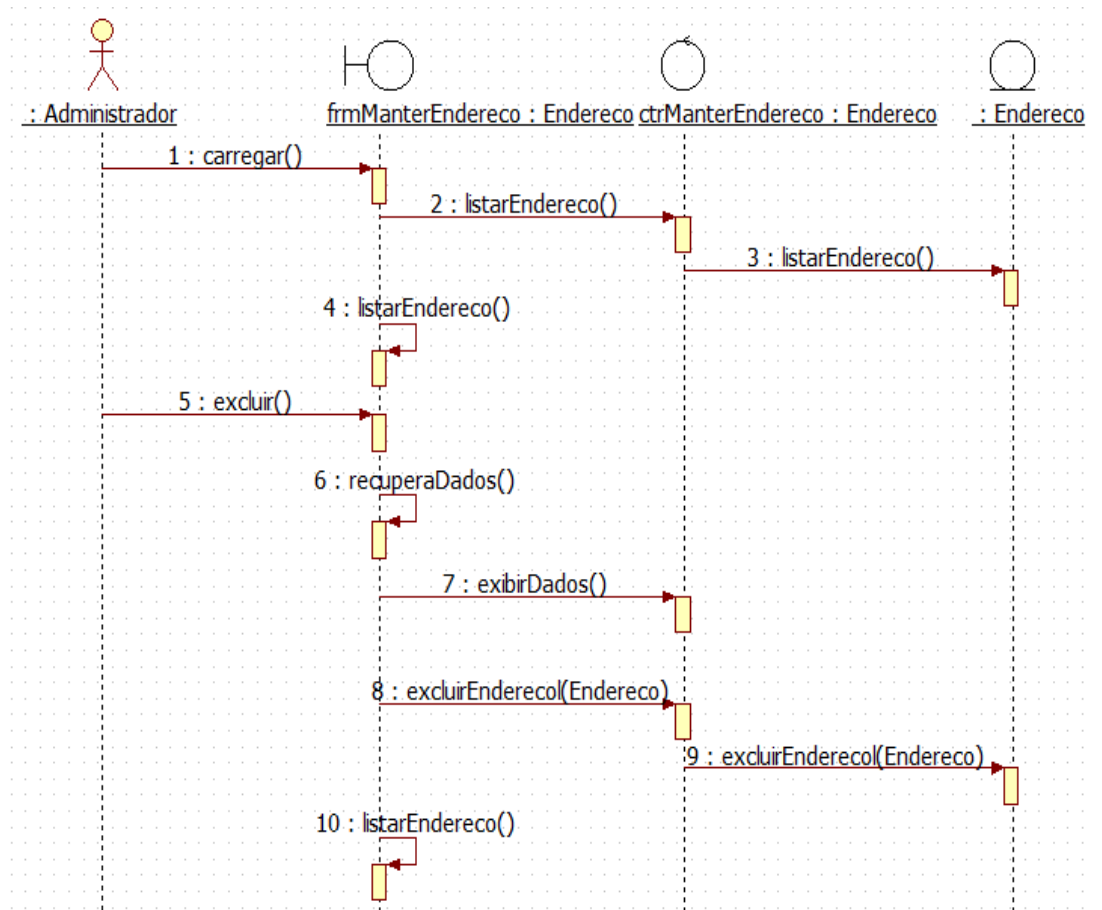 : Administrador
frmManterEndereco : Endereco
ctrManterEndereco : Endereco
: Endereco
1 : carregar()
2 : listarEndereco()
3 : listarEndereco()
4 : listarEndereco()
5 : excluir()
6 : recuperaDados()
7 : exibirDados()
8 : excluirEnderecol(Endereco)
9 : excluirEnderecol(Endereco)
10 : listarEndereco()